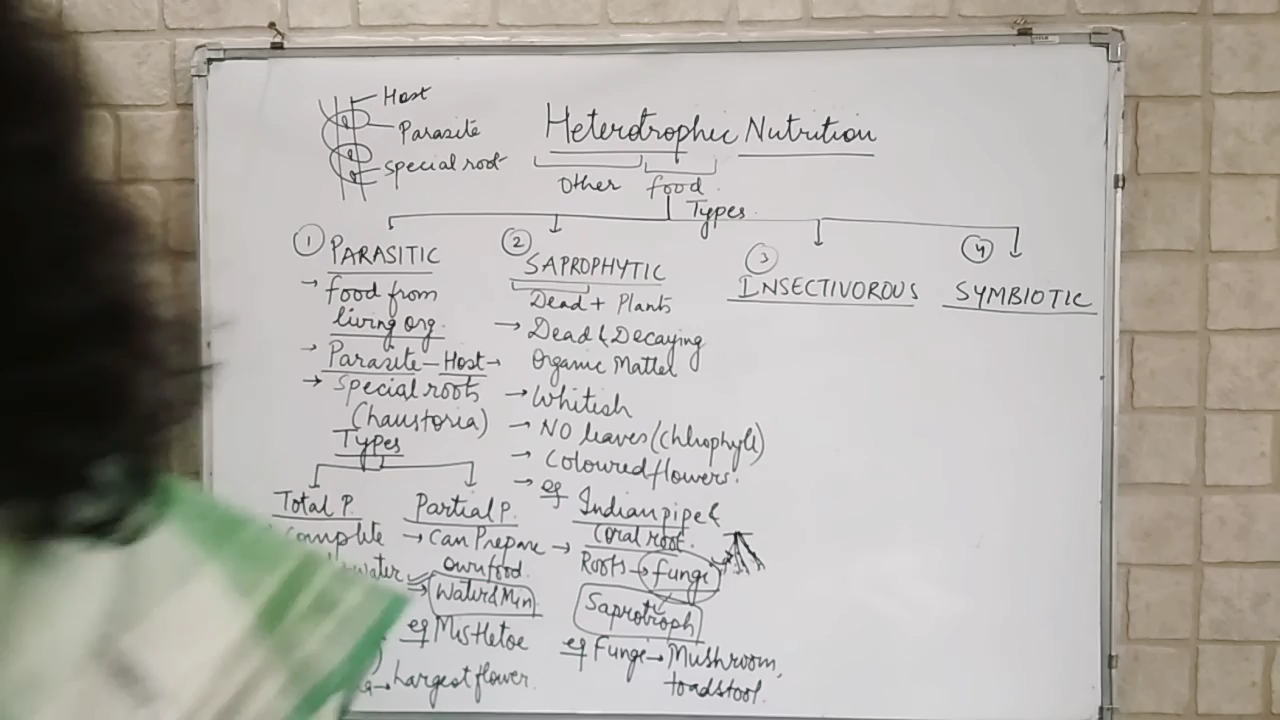 Host
Parasite
Special root
Heterotrophic Nutrition
Other food
Types
① PARASITIC
→ food from
living org.
→ Parasite – Host →
→ Special roots
(haustoria)
Types
Total P.
complete
water
Partial P.
→ Can Prepare
own food.
→ Water & Min
eg Mistletoe
→ Largest flower.
② SAPROPHYTIC
Dead + Plants
→ Dead & Decaying
Organic Matter
→ Whitish
→ NO leaves (chlrophyll)
→ Coloured flowers.
→ eg Indian pipe &
Coral root.
→ Roots → fungi
Saprotroph
eg Fungi → Mushroom,
toadstool.
③
INSECTIVOROUS
④
SYMBIOTIC